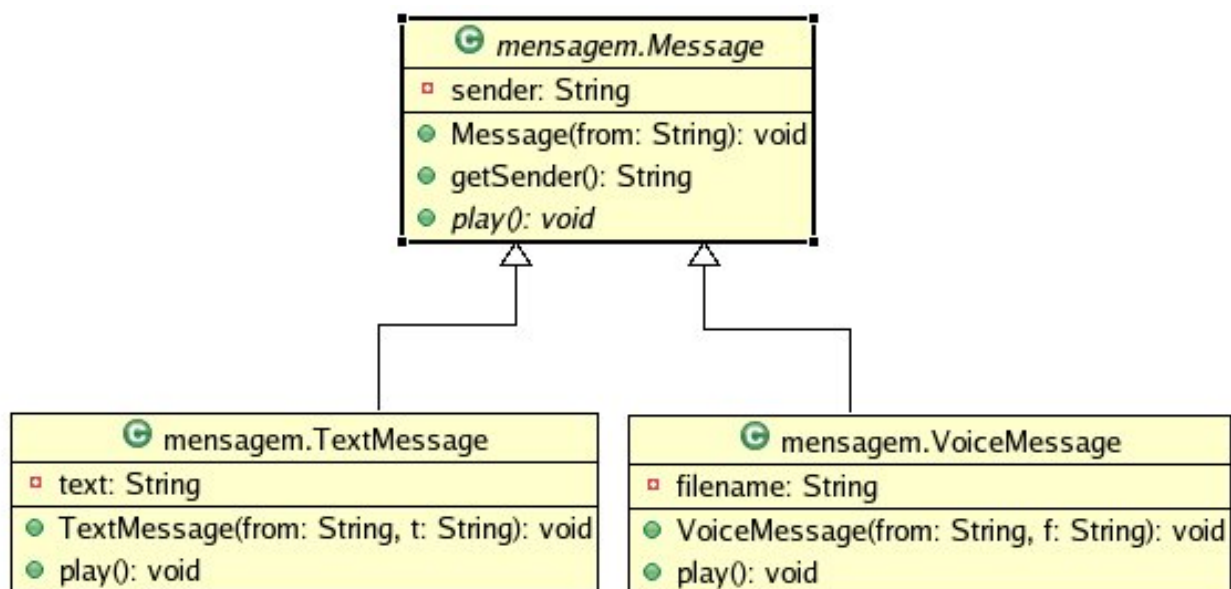 mensagem.Message
sender: String
Message(from: String): void
getSender(): String
play(): void
mensagem.TextMessage
text: String
TextMessage(from: String, t: String): void
play(): void
mensagem.VoiceMessage
filename: String
VoiceMessage(from: String, f: String): void
play(): void